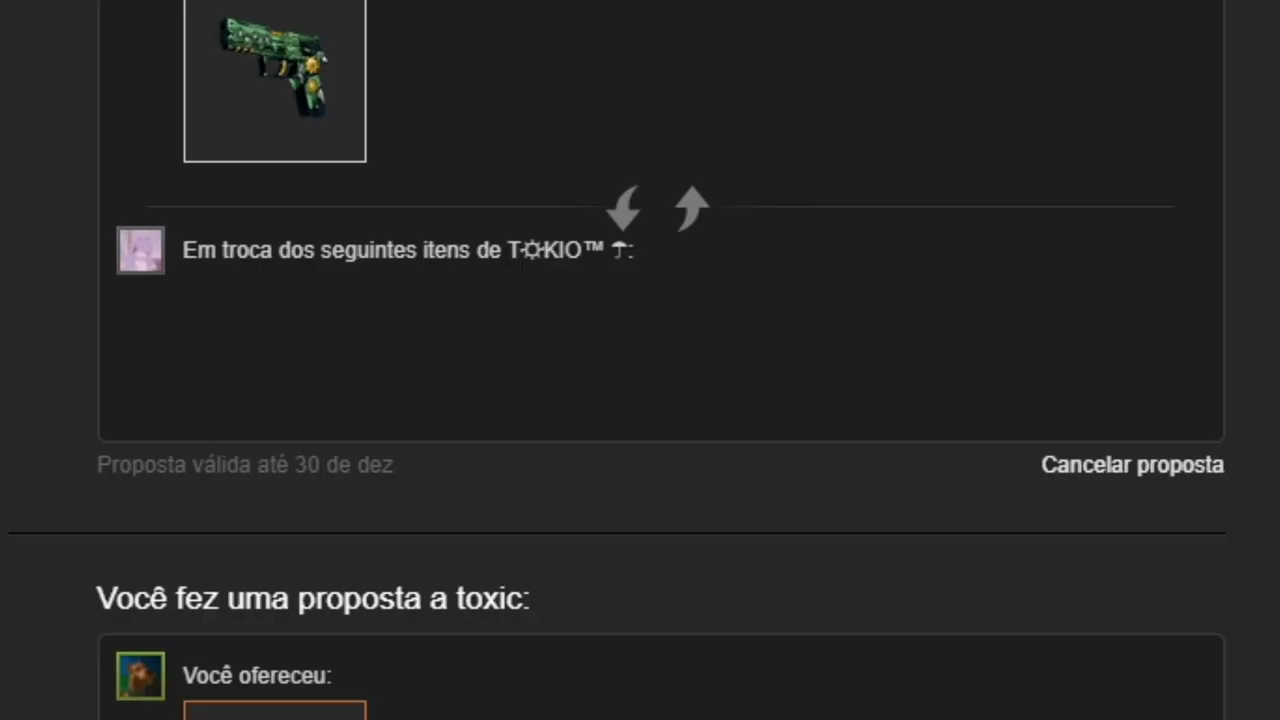 Em troca dos seguintes itens de T☼KIO™ ☂:
Proposta válida até 30 de dez
Cancelar proposta
Você fez uma proposta a toxic:
Você ofereceu: